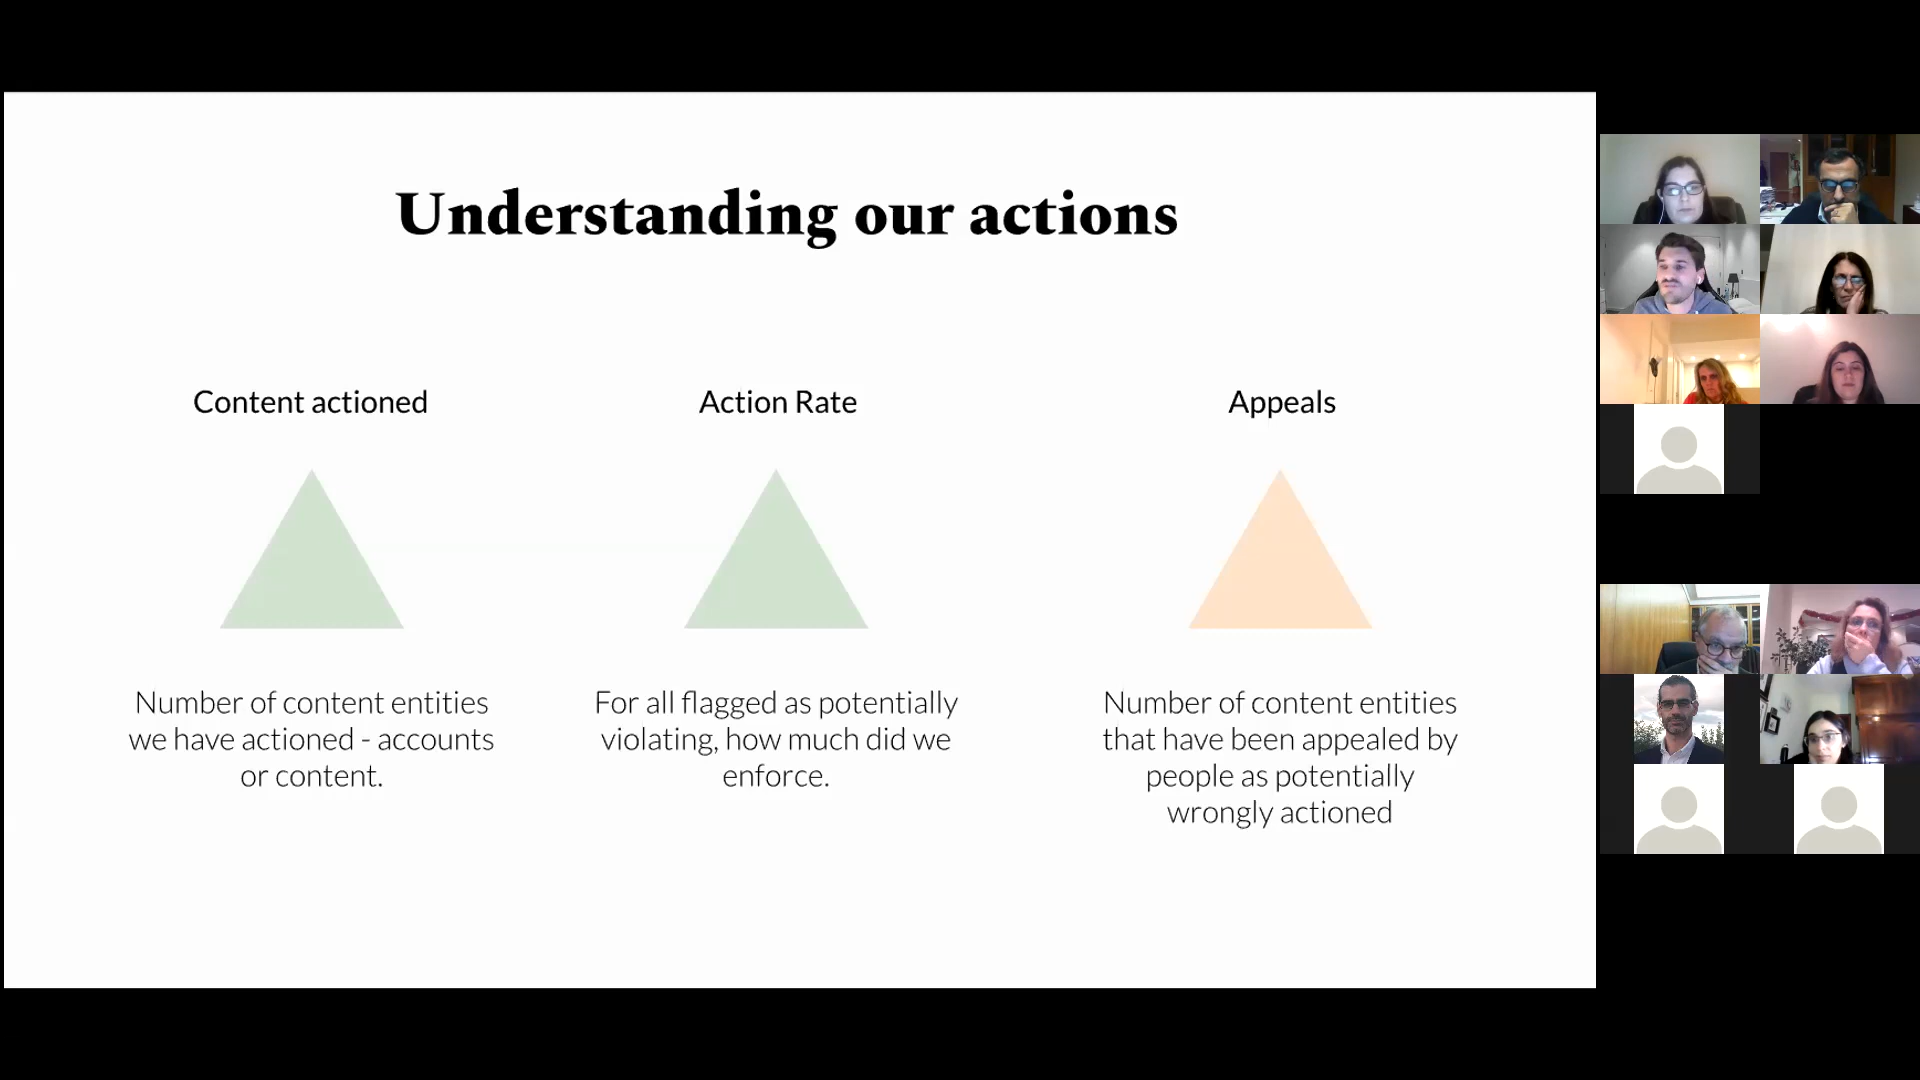 Understanding our actions
Content actioned
Number of content entities
we have actioned - accounts
or content.
Action Rate
For all flagged as potentially
violating, how much did we
enforce.
Appeals
Number of content entities
that have been appealed by
people as potentially
wrongly actioned